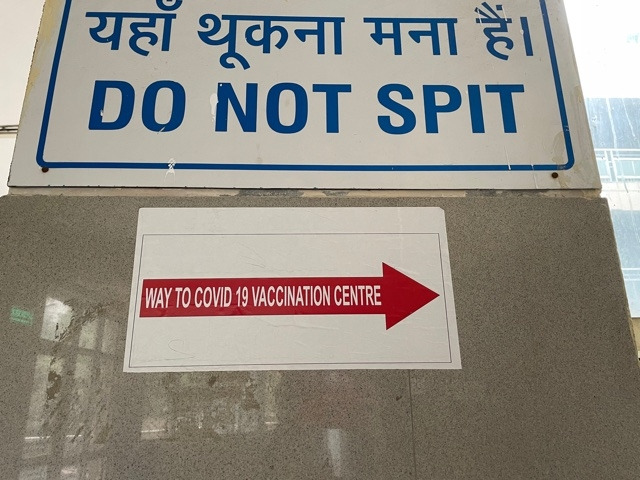 यहाँ थूकना मना है।
DO NOT SPIT
WAY TO COVID 19 VACCINATION CENTRE